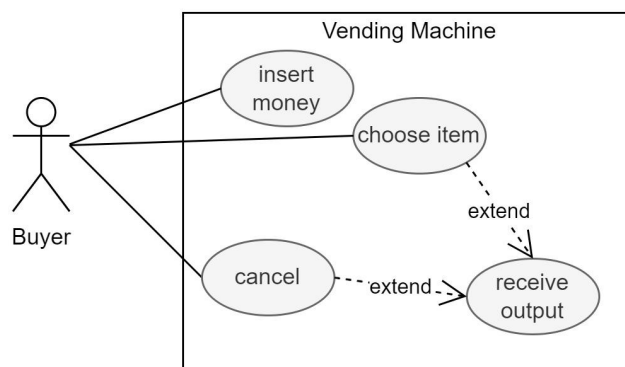 Vending Machine
insert
money
choose item
extend
Buyer
cancel
extend
receive
output